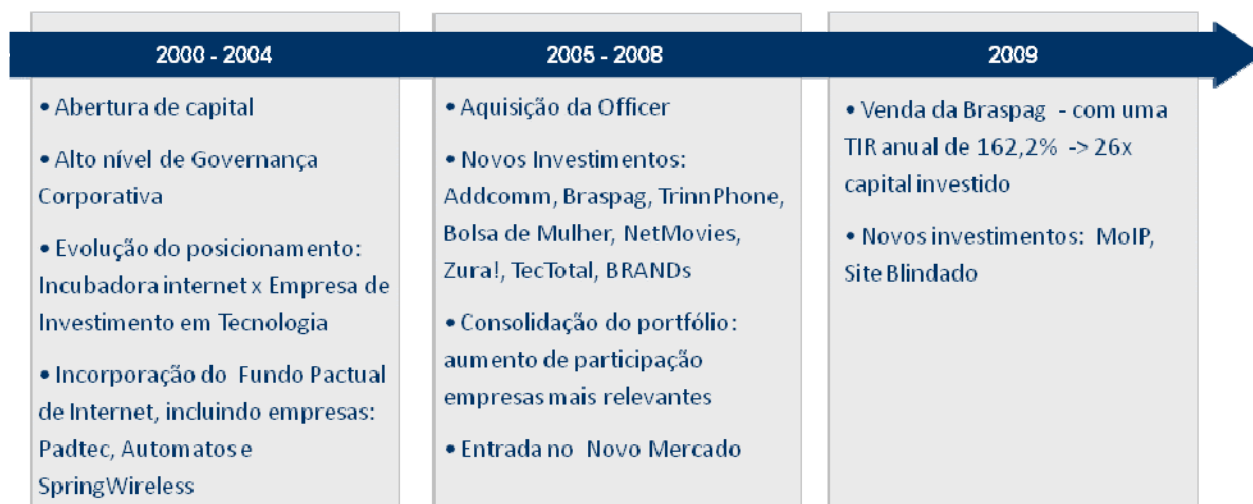 2000 - 2004
• Abertura de capital
• Alto nível de Governança
Corporativa
• Evolução do posicionamento:
Incubadora internet x Empresa de
Investimento em Tecnologia
• Incorporação do Fundo Pactual
de Internet, incluindo empresas:
Padtec, Automatos e
SpringWireless
2005 - 2008
• Aquisição da Officer
• Novos Investimentos:
Addcomm, Braspag, TrinnPhone,
Bolsa de Mulher, NetMovies,
Zura!, TecTotal, BRANDs
• Consolidação do portfólio:
aumento de participação
empresas mais relevantes
• Entrada no Novo Mercado
2009
• Venda da Braspag - com uma
TIR anual de 162,2% -> 26x
capital investido
• Novos investimentos: MoIP,
Site Blindado